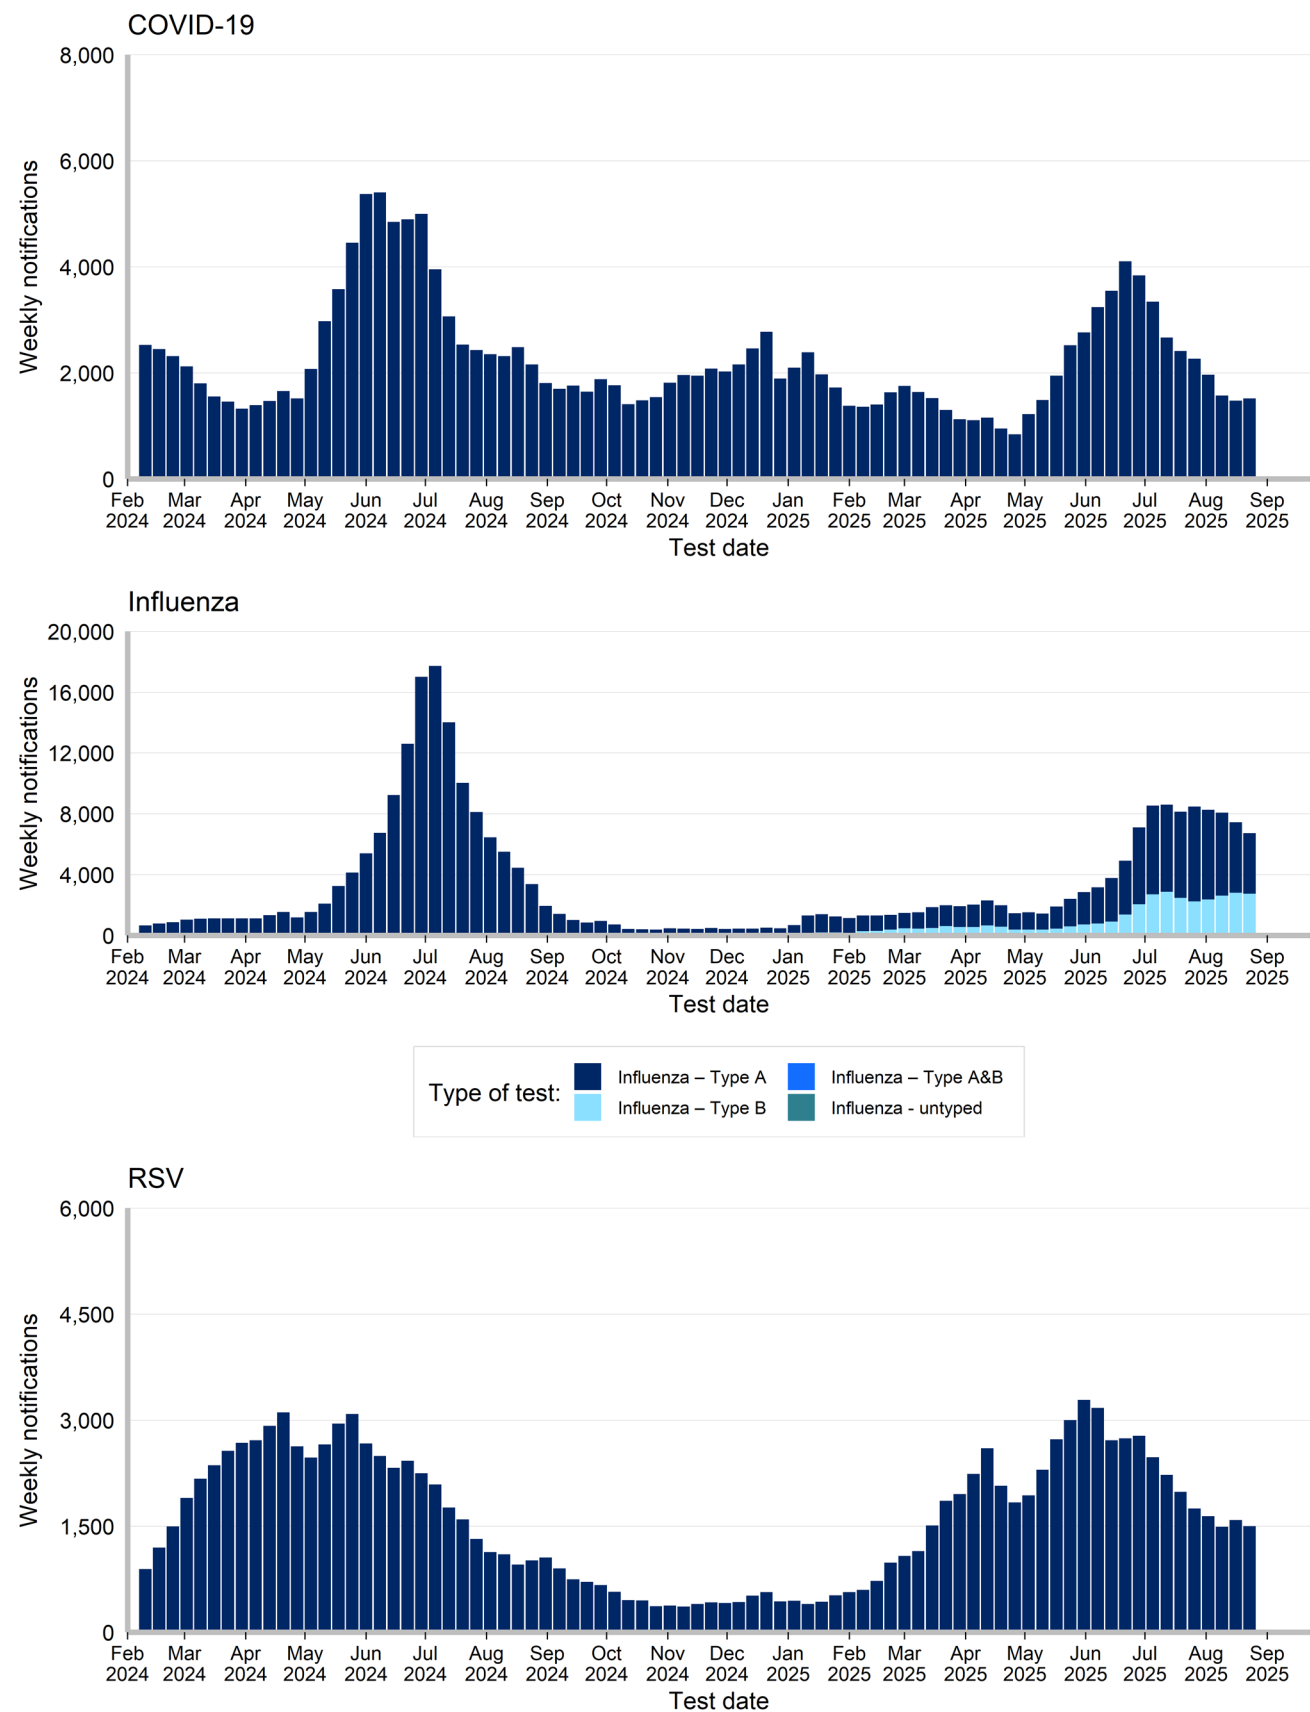 COVID-19
8,000
6,000
4,000
2,000
0
Weekly notifications
Feb Mar Apr May Jun Jul Aug Sep Oct Nov Dec Jan Feb Mar Apr May Jun Jul Aug Sep
2024 2024 2024 2024 2024 2024 2024 2024 2024 2024 2024 2025 2025 2025 2025 2025 2025 2025 2025 2025
Test date
Influenza
20,000
16,000
12,000
8,000
4,000
0
Weekly notifications
Feb Mar Apr May Jun Jul Aug Sep Oct Nov Dec Jan Feb Mar Apr May Jun Jul Aug Sep
2024 2024 2024 2024 2024 2024 2024 2024 2024 2024 2024 2025 2025 2025 2025 2025 2025 2025 2025 2025
Test date
Type of test:
Influenza – Type A
Influenza – Type A&B
Influenza – Type B
Influenza - untyped
RSV
6,000
4,500
3,000
1,500
0
Weekly notifications
Feb Mar Apr May Jun Jul Aug Sep Oct Nov Dec Jan Feb Mar Apr May Jun Jul Aug Sep
2024 2024 2024 2024 2024 2024 2024 2024 2024 2024 2024 2025 2025 2025 2025 2025 2025 2025 2025 2025
Test date